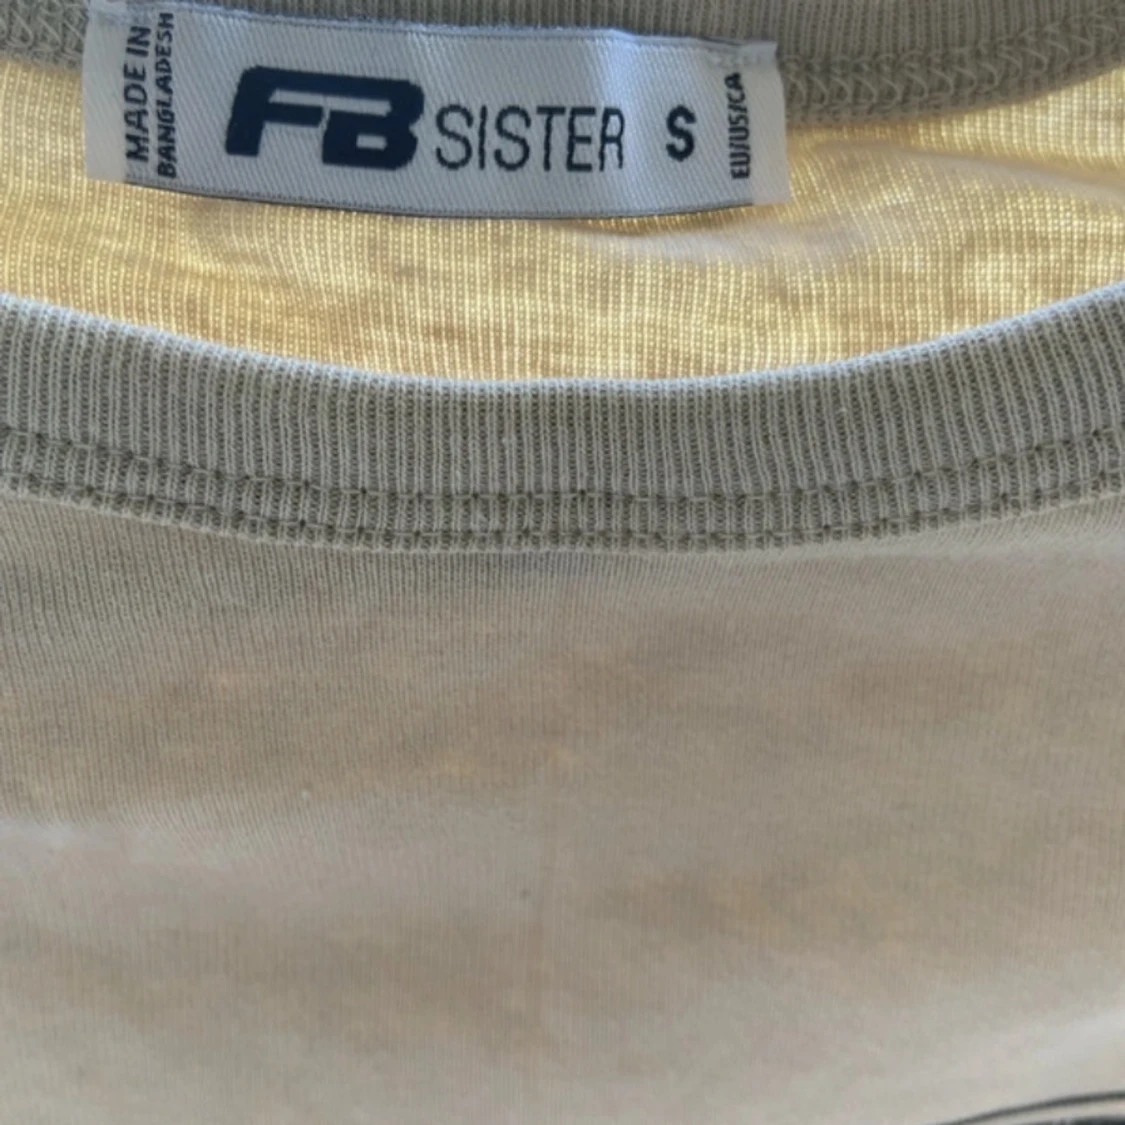 MADE IN
BANGLADESH
FB SISTER S
EU/US/CA